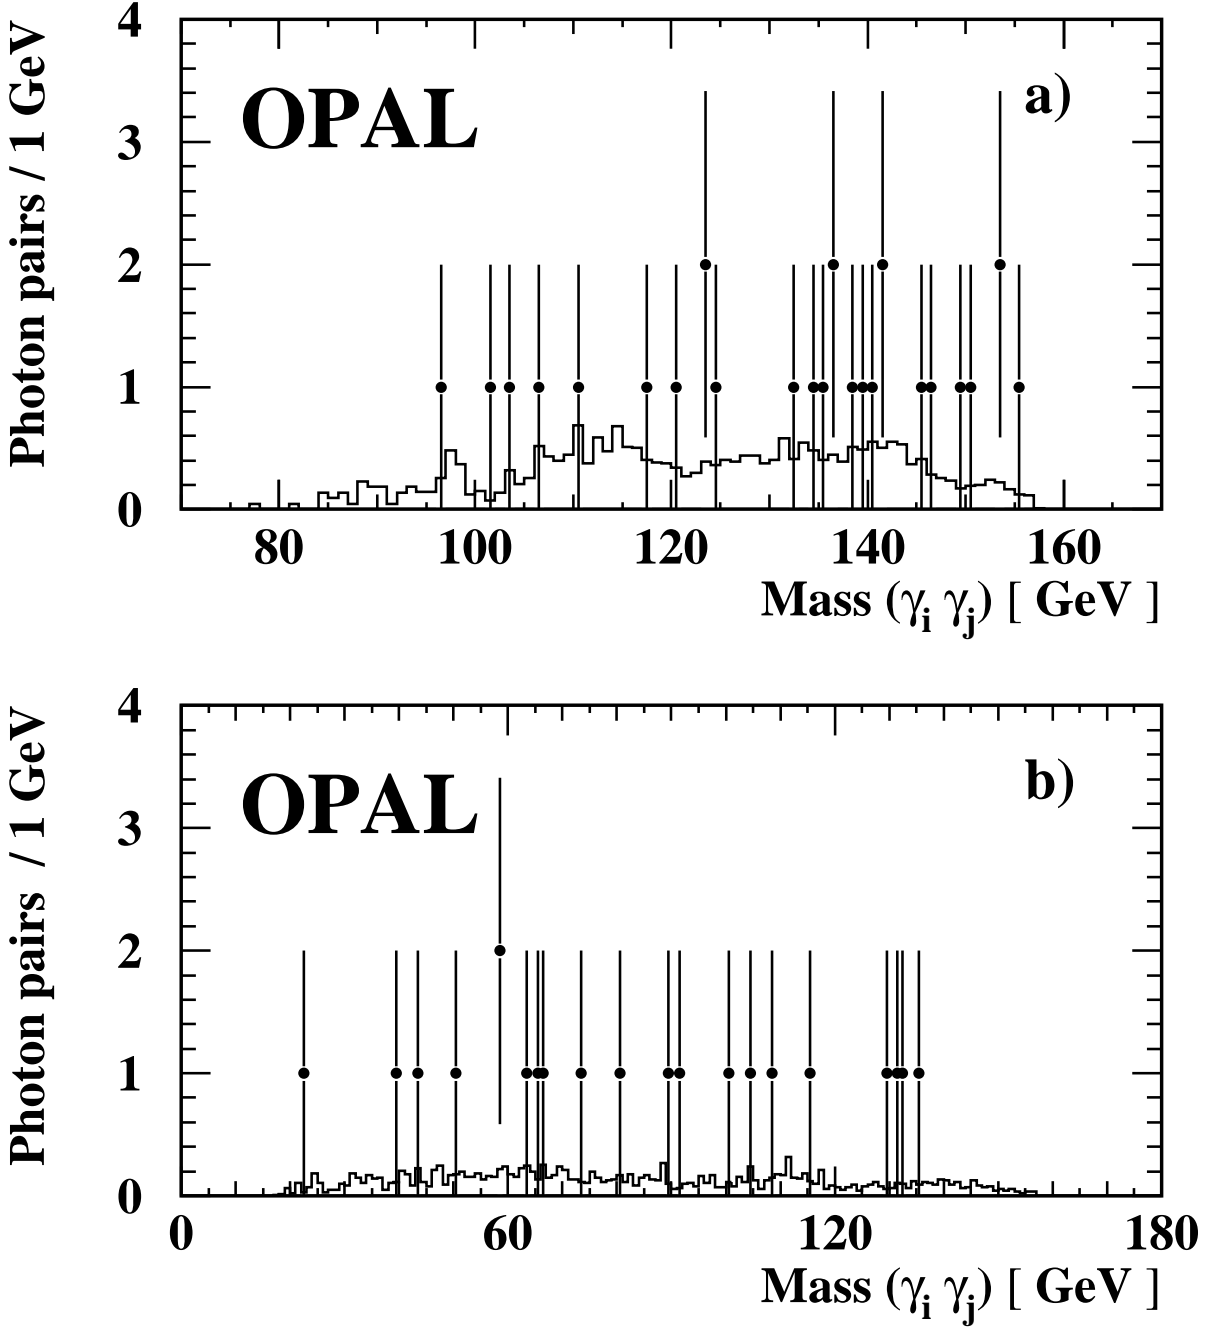 4
3
2
1
0
Photon pairs / 1 GeV
OPAL
a)
80 100 120 140 160
Mass (γi γj) [ GeV ]
4
3
2
1
0
Photon pairs / 1 GeV
OPAL
b)
0 60 120 180
Mass (γi γj) [ GeV ]